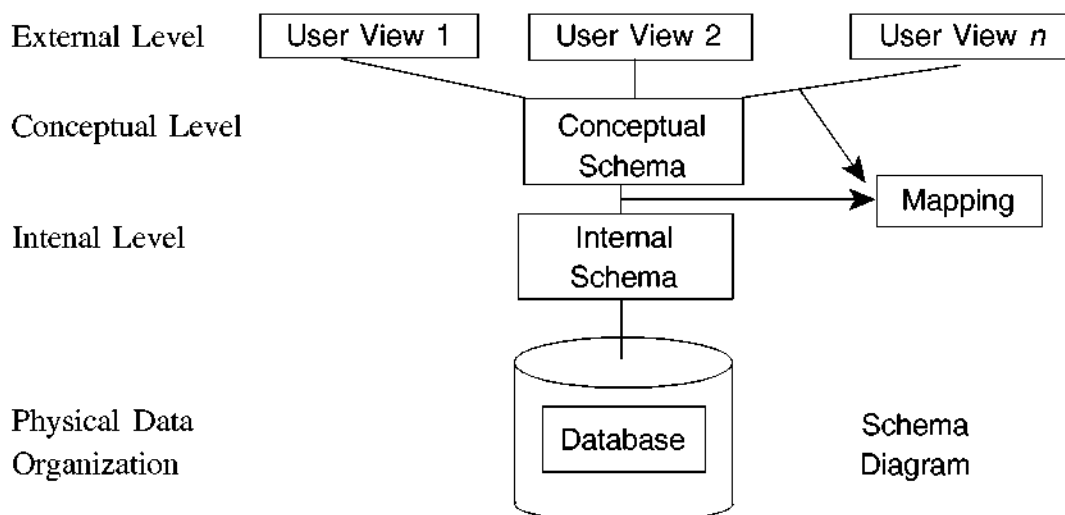 External Level
User View 1
User View 2
User View n
Conceptual Level
Conceptual
Schema
Mapping
Intenal Level
Internal
Schema
Physical Data
Organization
Database
Schema
Diagram